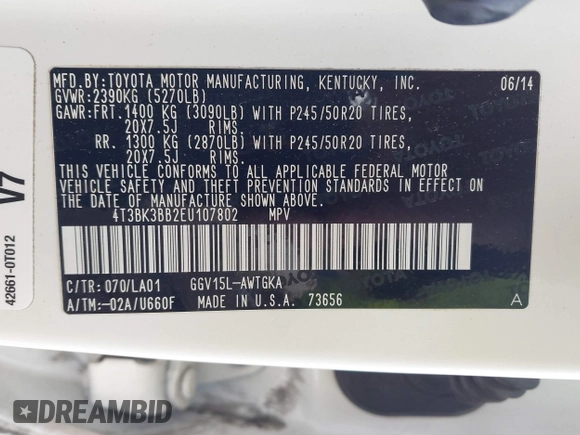 MFD.BY:TOYOTA MOTOR MANUFACTURING, KENTUCKY, INC. 06/14
GVWR:2390KG (5270LB)
GAWR:FRT.1400 KG (3090LB) WITH P245/50R20 TIRES,
20X7.5J RIMS.
RR. 1300 KG (2870LB) WITH P245/50R20 TIRES,
20X7.5J RIMS.
THIS VEHICLE CONFORMS TO ALL APPLICABLE FEDERAL MOTOR
VEHICLE SAFETY AND THEFT PREVENTION STANDARDS IN EFFECT ON
THE DATE OF MANUFACTURE SHOWN ABOVE.
4T3BK3BB2EU107802 MPV
C/TR: 070/LA01 GGV15L-AWTGKA
A/TM:-02A/U660F MADE IN U.S.A. 73656 A
V7
42661-0T012
DREAMBID